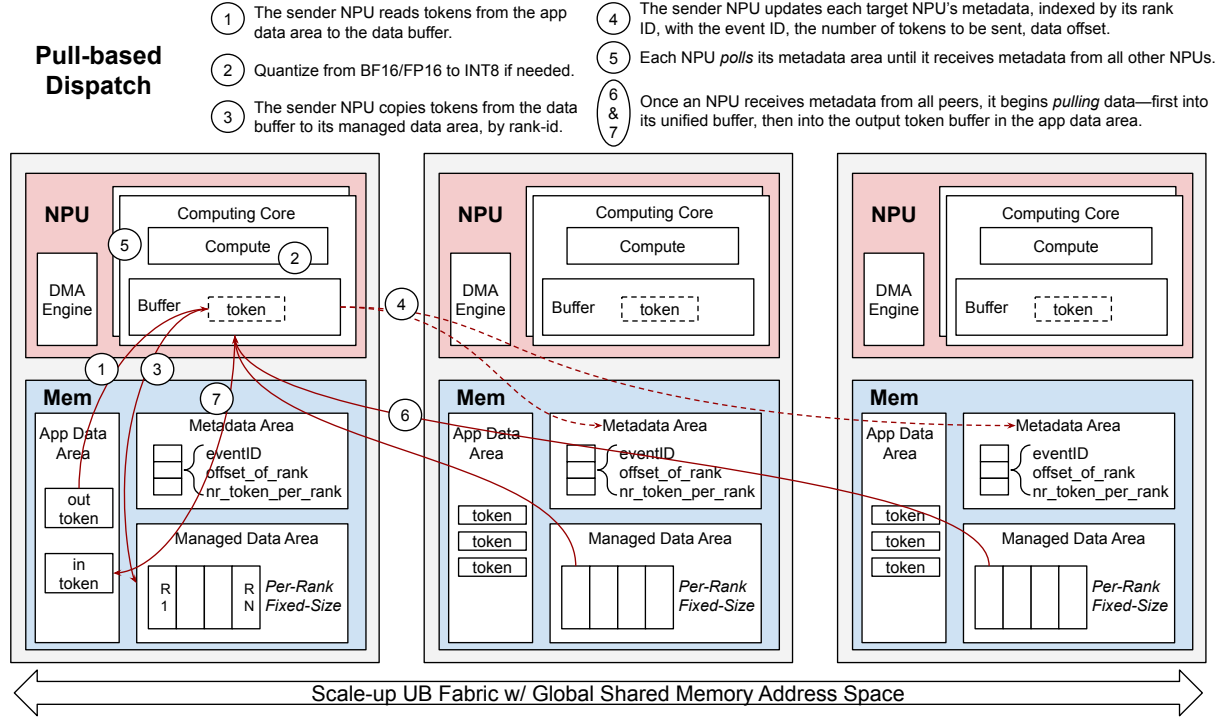 Pull-based
Dispatch
1
The sender NPU reads tokens from the app
data area to the data buffer.
2
Quantize from BF16/FP16 to INT8 if needed.
3
The sender NPU copies tokens from the data
buffer to its managed data area, by rank-id.
4
The sender NPU updates each target NPU's metadata, indexed by its rank
ID, with the event ID, the number of tokens to be sent, data offset.
5
Each NPU polls its metadata area until it receives metadata from all other NPUs.
6
&
7
Once an NPU receives metadata from all peers, it begins pulling data—first into
its unified buffer, then into the output token buffer in the app data area.
NPU
Computing Core
Compute
5
2
DMA
Engine
Buffer
token
4
1
3
7
6
Mem
App Data
Area
out
token
in
token
Metadata Area
eventID
offset_of_rank
nr_token_per_rank
Managed Data Area
R
1
R
N
Per-Rank
Fixed-Size
NPU
Computing Core
Compute
DMA
Engine
Buffer
token
Mem
App Data
Area
token
token
token
Metadata Area
eventID
offset_of_rank
nr_token_per_rank
Managed Data Area
Per-Rank
Fixed-Size
NPU
Computing Core
Compute
DMA
Engine
Buffer
token
Mem
App Data
Area
token
token
token
Metadata Area
eventID
offset_of_rank
nr_token_per_rank
Managed Data Area
Per-Rank
Fixed-Size
Scale-up UB Fabric w/ Global Shared Memory Address Space